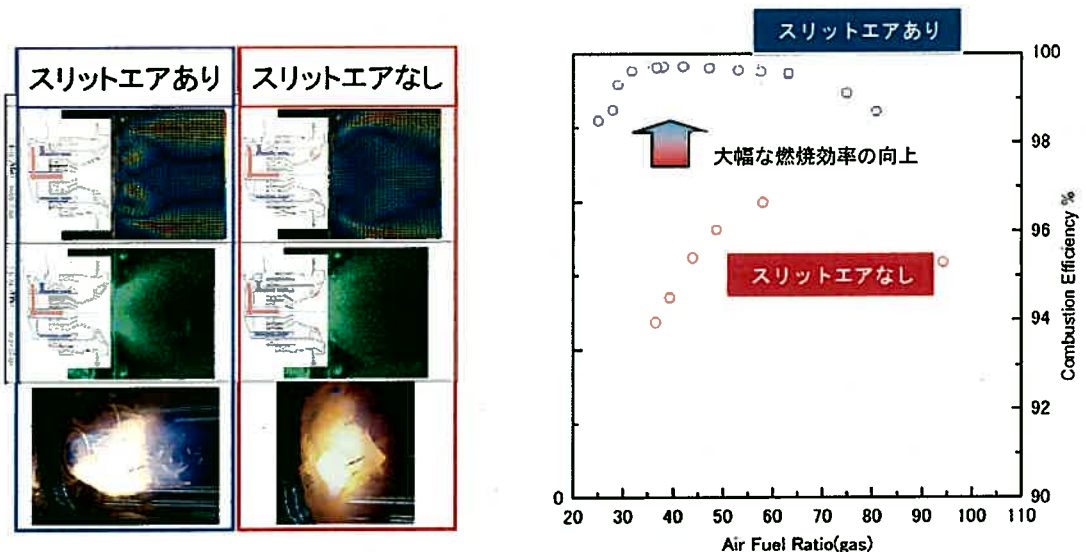 スリットエアあり
スリットエアなし
スリットエアあり
大幅な燃焼効率の向上
スリットエアなし
100
98
96
94
92
90
Combustion Efficiency %
0
20 30 40 50 60 70 80 90 100 110
Air Fuel Ratio(gas)